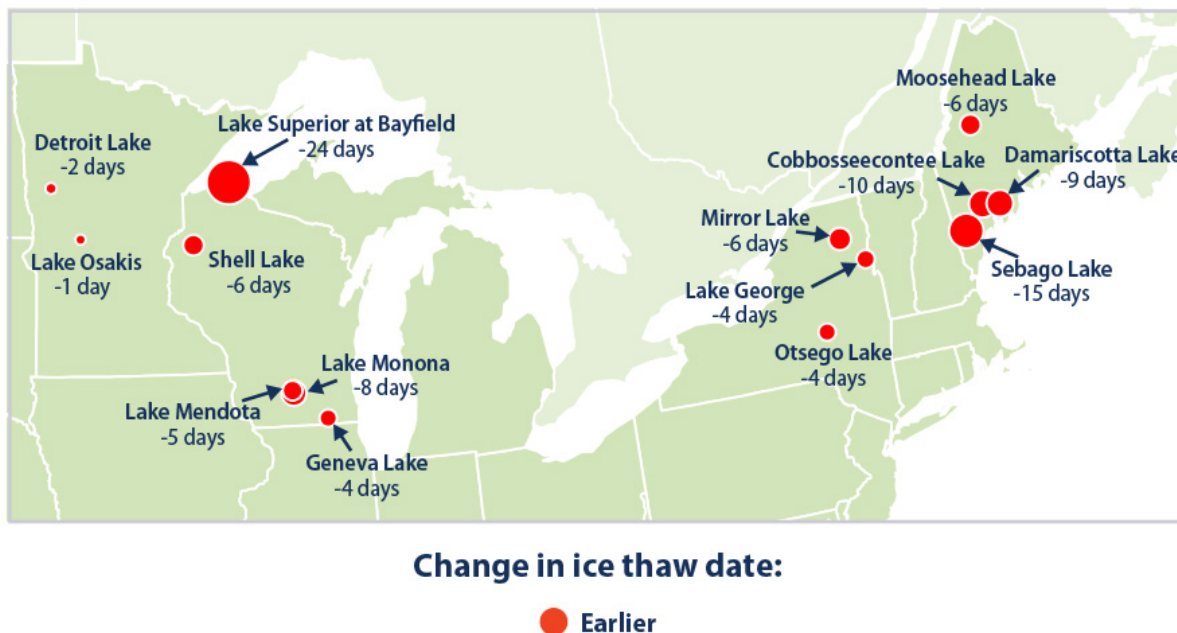 Moosehead Lake
-6 days
Lake Superior at Bayfield
-24 days
Detroit Lake
-2 days
Cobbosseecontee Lake
-10 days
Damariscotta Lake
-9 days
Mirror Lake
-6 days
Lake Osakis
-1 day
Shell Lake
-6 days
Sebago Lake
-15 days
Lake George
-4 days
Otsego Lake
-4 days
Lake Monona
-8 days
Lake Mendota
-5 days
Geneva Lake
-4 days
Change in ice thaw date:
Earlier